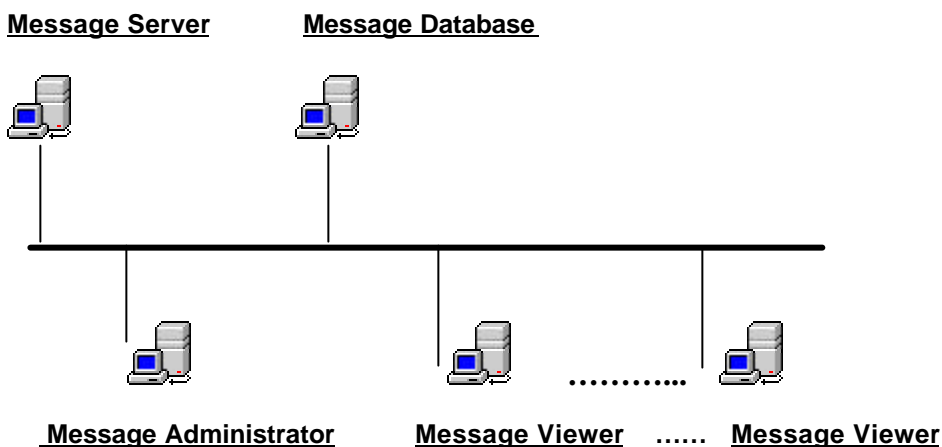 Message Server Message Database
…………...
Message Administrator Message Viewer …… Message Viewer